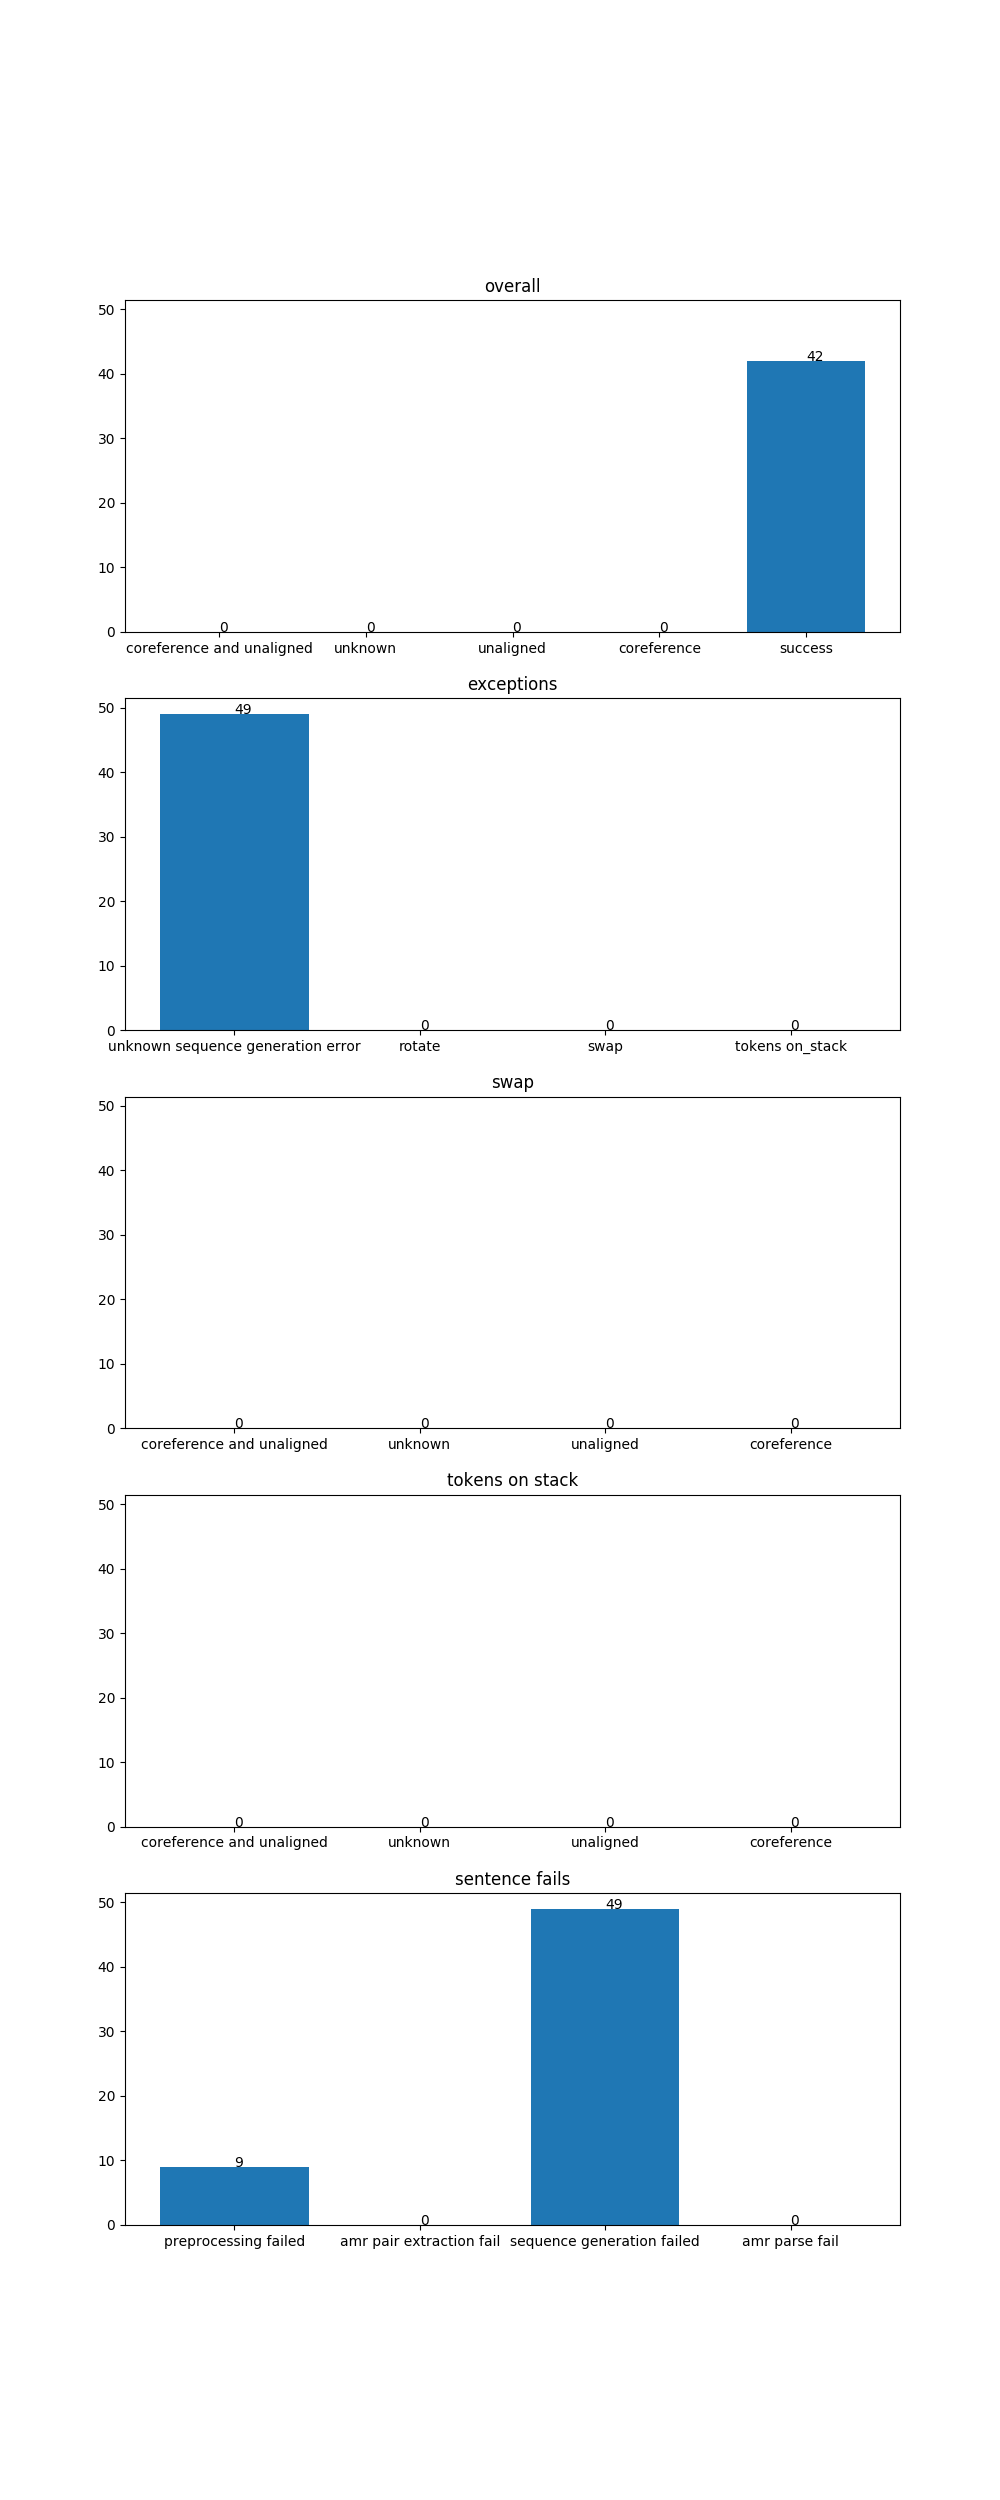 overall
50
42
40
30
20
10
0 0 0 0 0
coreference and unaligned unknown unaligned coreference success
exceptions
50 49
40
30
20
10
0 0 0 0
unknown sequence generation error rotate swap tokens on_stack
swap
50
40
30
20
10
0 0 0 0 0
coreference and unaligned unknown unaligned coreference
tokens on stack
50
40
30
20
10
0 0 0 0 0
coreference and unaligned unknown unaligned coreference
sentence fails
50 49
40
30
20
10 9
0 0 0
preprocessing failed amr pair extraction fail sequence generation failed amr parse fail